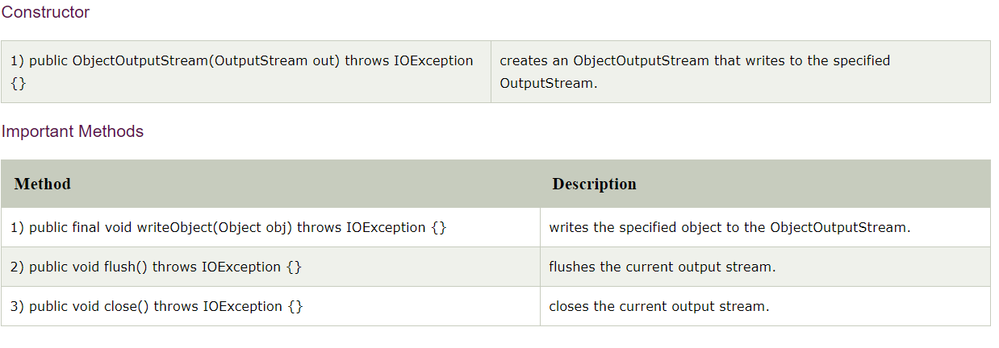 Constructor
1) public ObjectOutputStream(OutputStream out) throws IOException
{}
creates an ObjectOutputStream that writes to the specified
OutputStream.
Important Methods
Method
Description
1) public final void writeObject(Object obj) throws IOException {}
writes the specified object to the ObjectOutputStream.
2) public void flush() throws IOException {}
flushes the current output stream.
3) public void close() throws IOException {}
closes the current output stream.